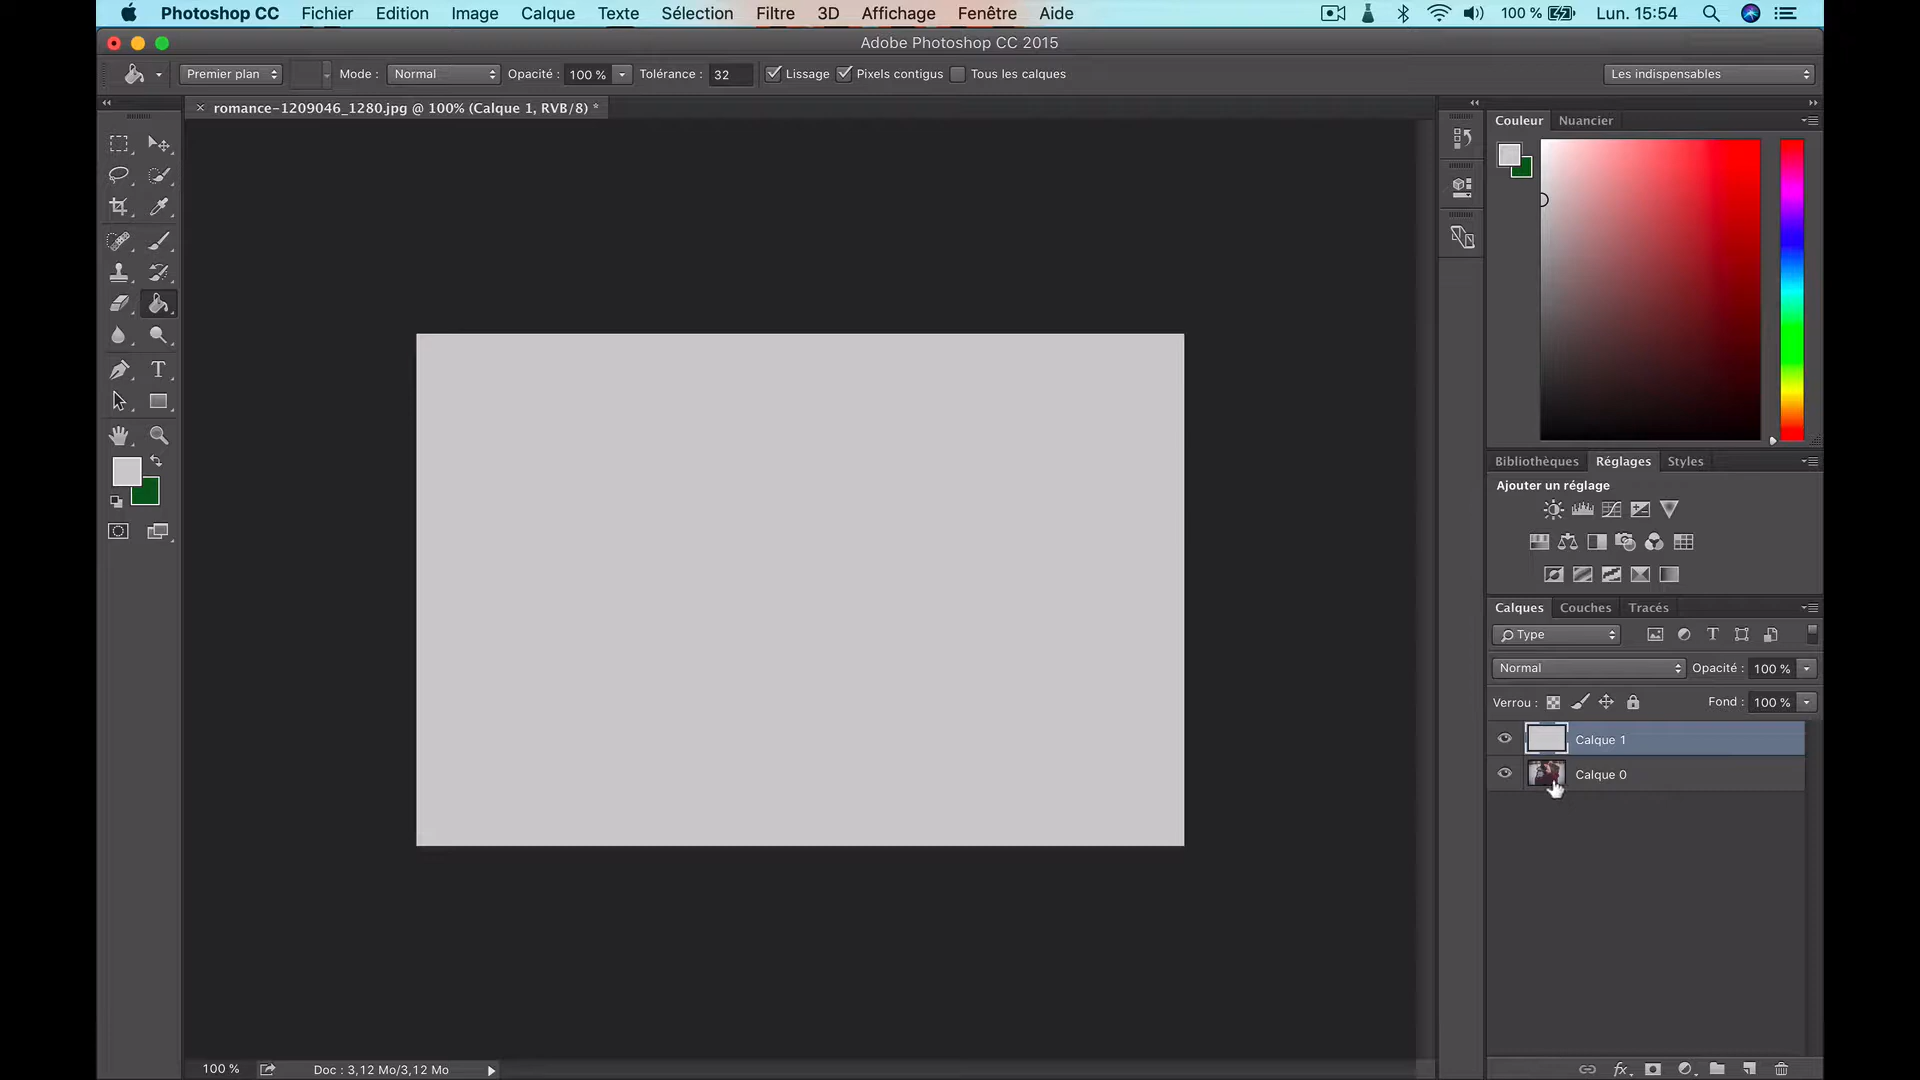 Photoshop CC Fichier Edition Image Calque Texte Sélection Filtre 3D Affichage Fenêtre Aide 100 % Lun. 15:54
Adobe Photoshop CC 2015
Premier plan Mode : Normal Opacité : 100 % Tolérance : 32 Lissage Pixels contigus Tous les calques Les indispensables
romance-1209046_1280.jpg @ 100% (Calque 1, RVB/8) *
Couleur Nuancier
Bibliothèques Réglages Styles
Ajouter un réglage
Calques Couches Tracés
Type
Normal Opacité : 100 %
Verrou : Fond : 100 %
Calque 1
Calque 0
100 % Doc : 3,12 Mo/3,12 Mo